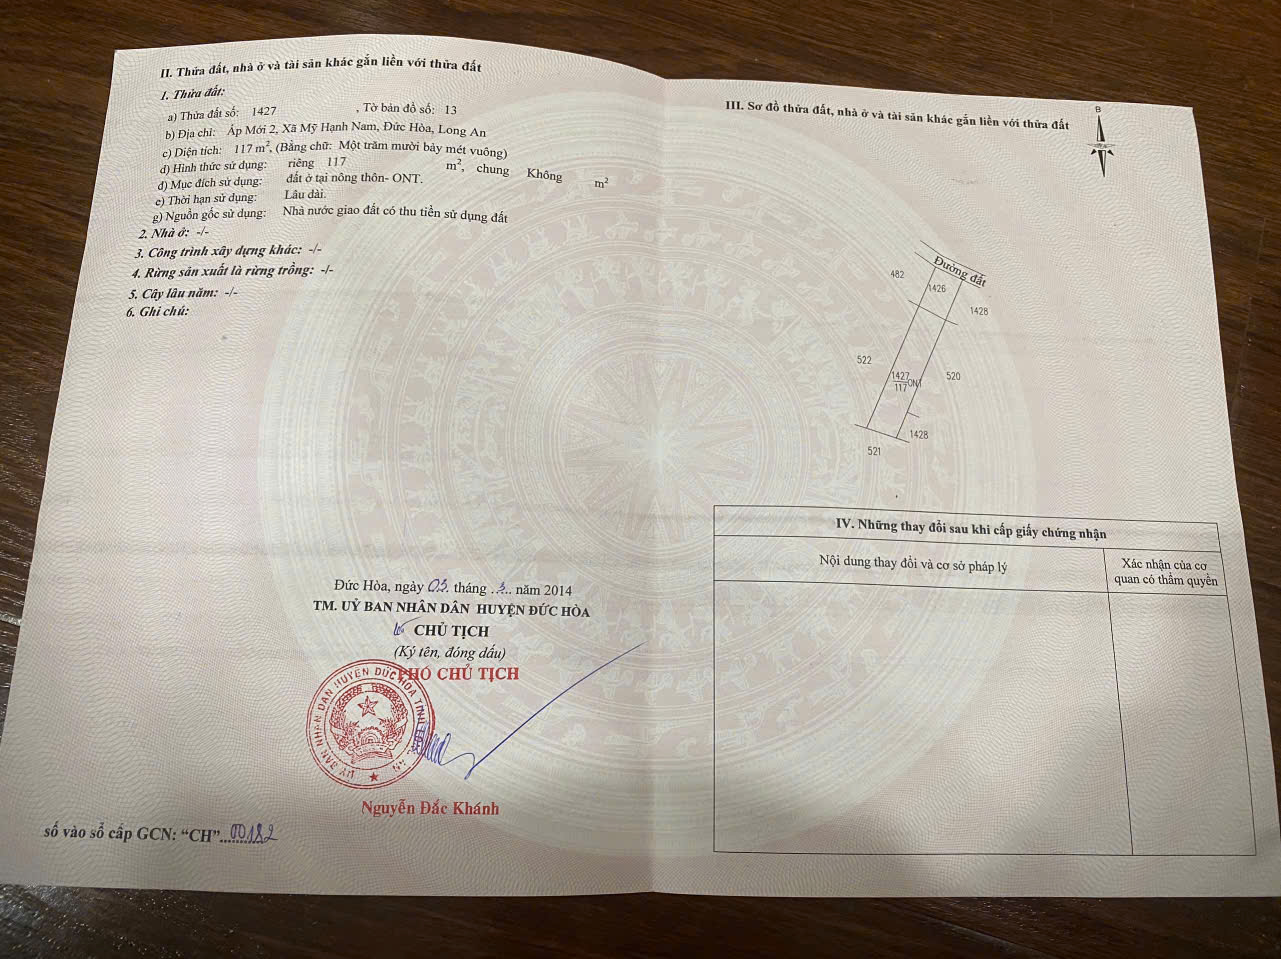 II. Thửa đất, nhà ở và tài sản khác gắn liền với thửa đất
1. Thửa đất:
a) Thửa đất số: 1427 , Tờ bản đồ số: 13
b) Địa chỉ: Ấp Mới 2, Xã Mỹ Hạnh Nam, Đức Hòa, Long An
c) Diện tích: 117 m², (Bằng chữ: Một trăm mười bảy mét vuông)
d) Hình thức sử dụng: riêng 117 m², chung Không m²
đ) Mục đích sử dụng: đất ở tại nông thôn- ONT.
e) Thời hạn sử dụng: Lâu dài.
g) Nguồn gốc sử dụng: Nhà nước giao đất có thu tiền sử dụng đất
2. Nhà ở: -/-
3. Công trình xây dựng khác: -/-
4. Rừng sản xuất là rừng trồng: -/-
5. Cây lâu năm: -/-
6. Ghi chú:
Đức Hòa, ngày 03 tháng .3.. năm 2014
TM. UỶ BAN NHÂN DÂN HUYỆN ĐỨC HÒA
CHỦ TỊCH
(Ký tên, đóng dấu)
PHÓ CHỦ TỊCH
ỦY BAN NHÂN DÂN HUYỆN ĐỨC HÒA TỈNH LONG AN
Nguyễn Đắc Khánh
số vào sổ cấp GCN: “CH”..00182
III. Sơ đồ thửa đất, nhà ở và tài sản khác gắn liền với thửa đất
B
Đường đất
482
1426
1428
522
1427
117
ONT
520
1428
521
IV. Những thay đổi sau khi cấp giấy chứng nhận
Nội dung thay đổi và cơ sở pháp lý
Xác nhận của cơ
quan có thẩm quyền